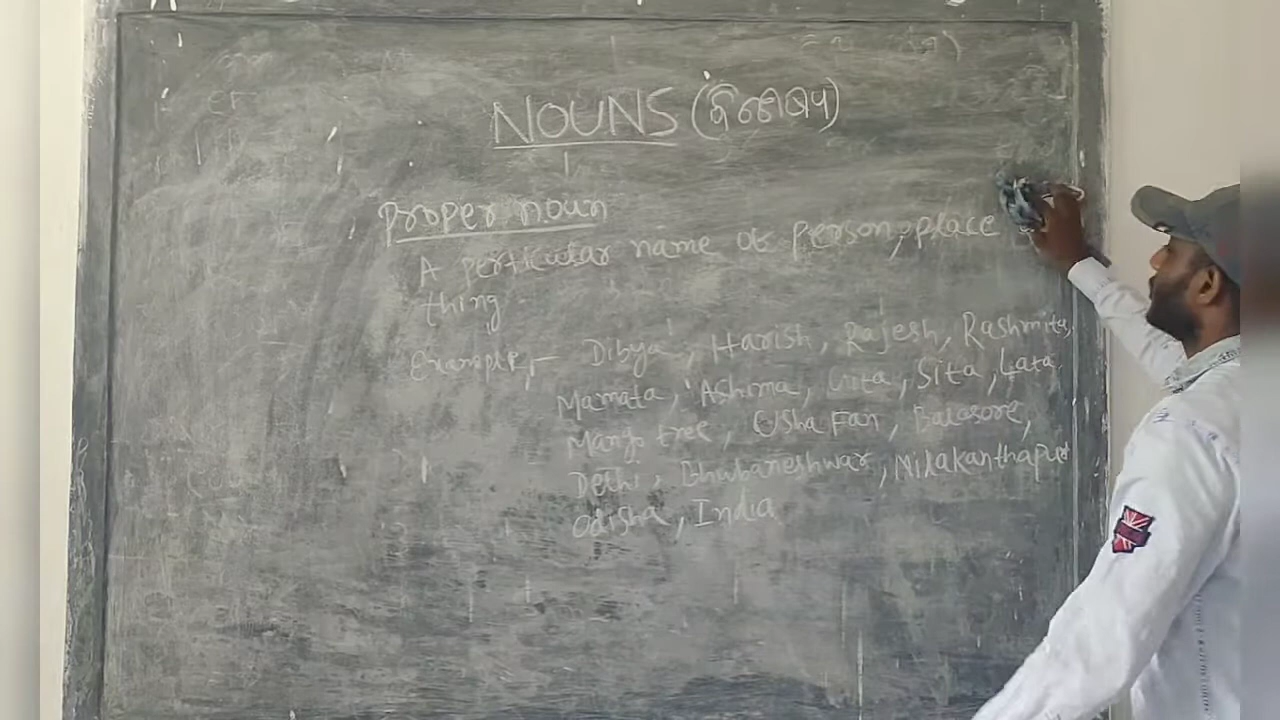 NOUNS (ବିଶେଷ୍ୟ)
Proper noun
A perticular name of person, place
thing
Example,- Dibya, Harish, Rajesh, Rashmita,
Mamata, Ashima, Gita, Sita, Lata
Mango tree, Usha Fan, Balasore,
Delhi, Bhubaneshwar, Nilakanthapur
Odisha, India